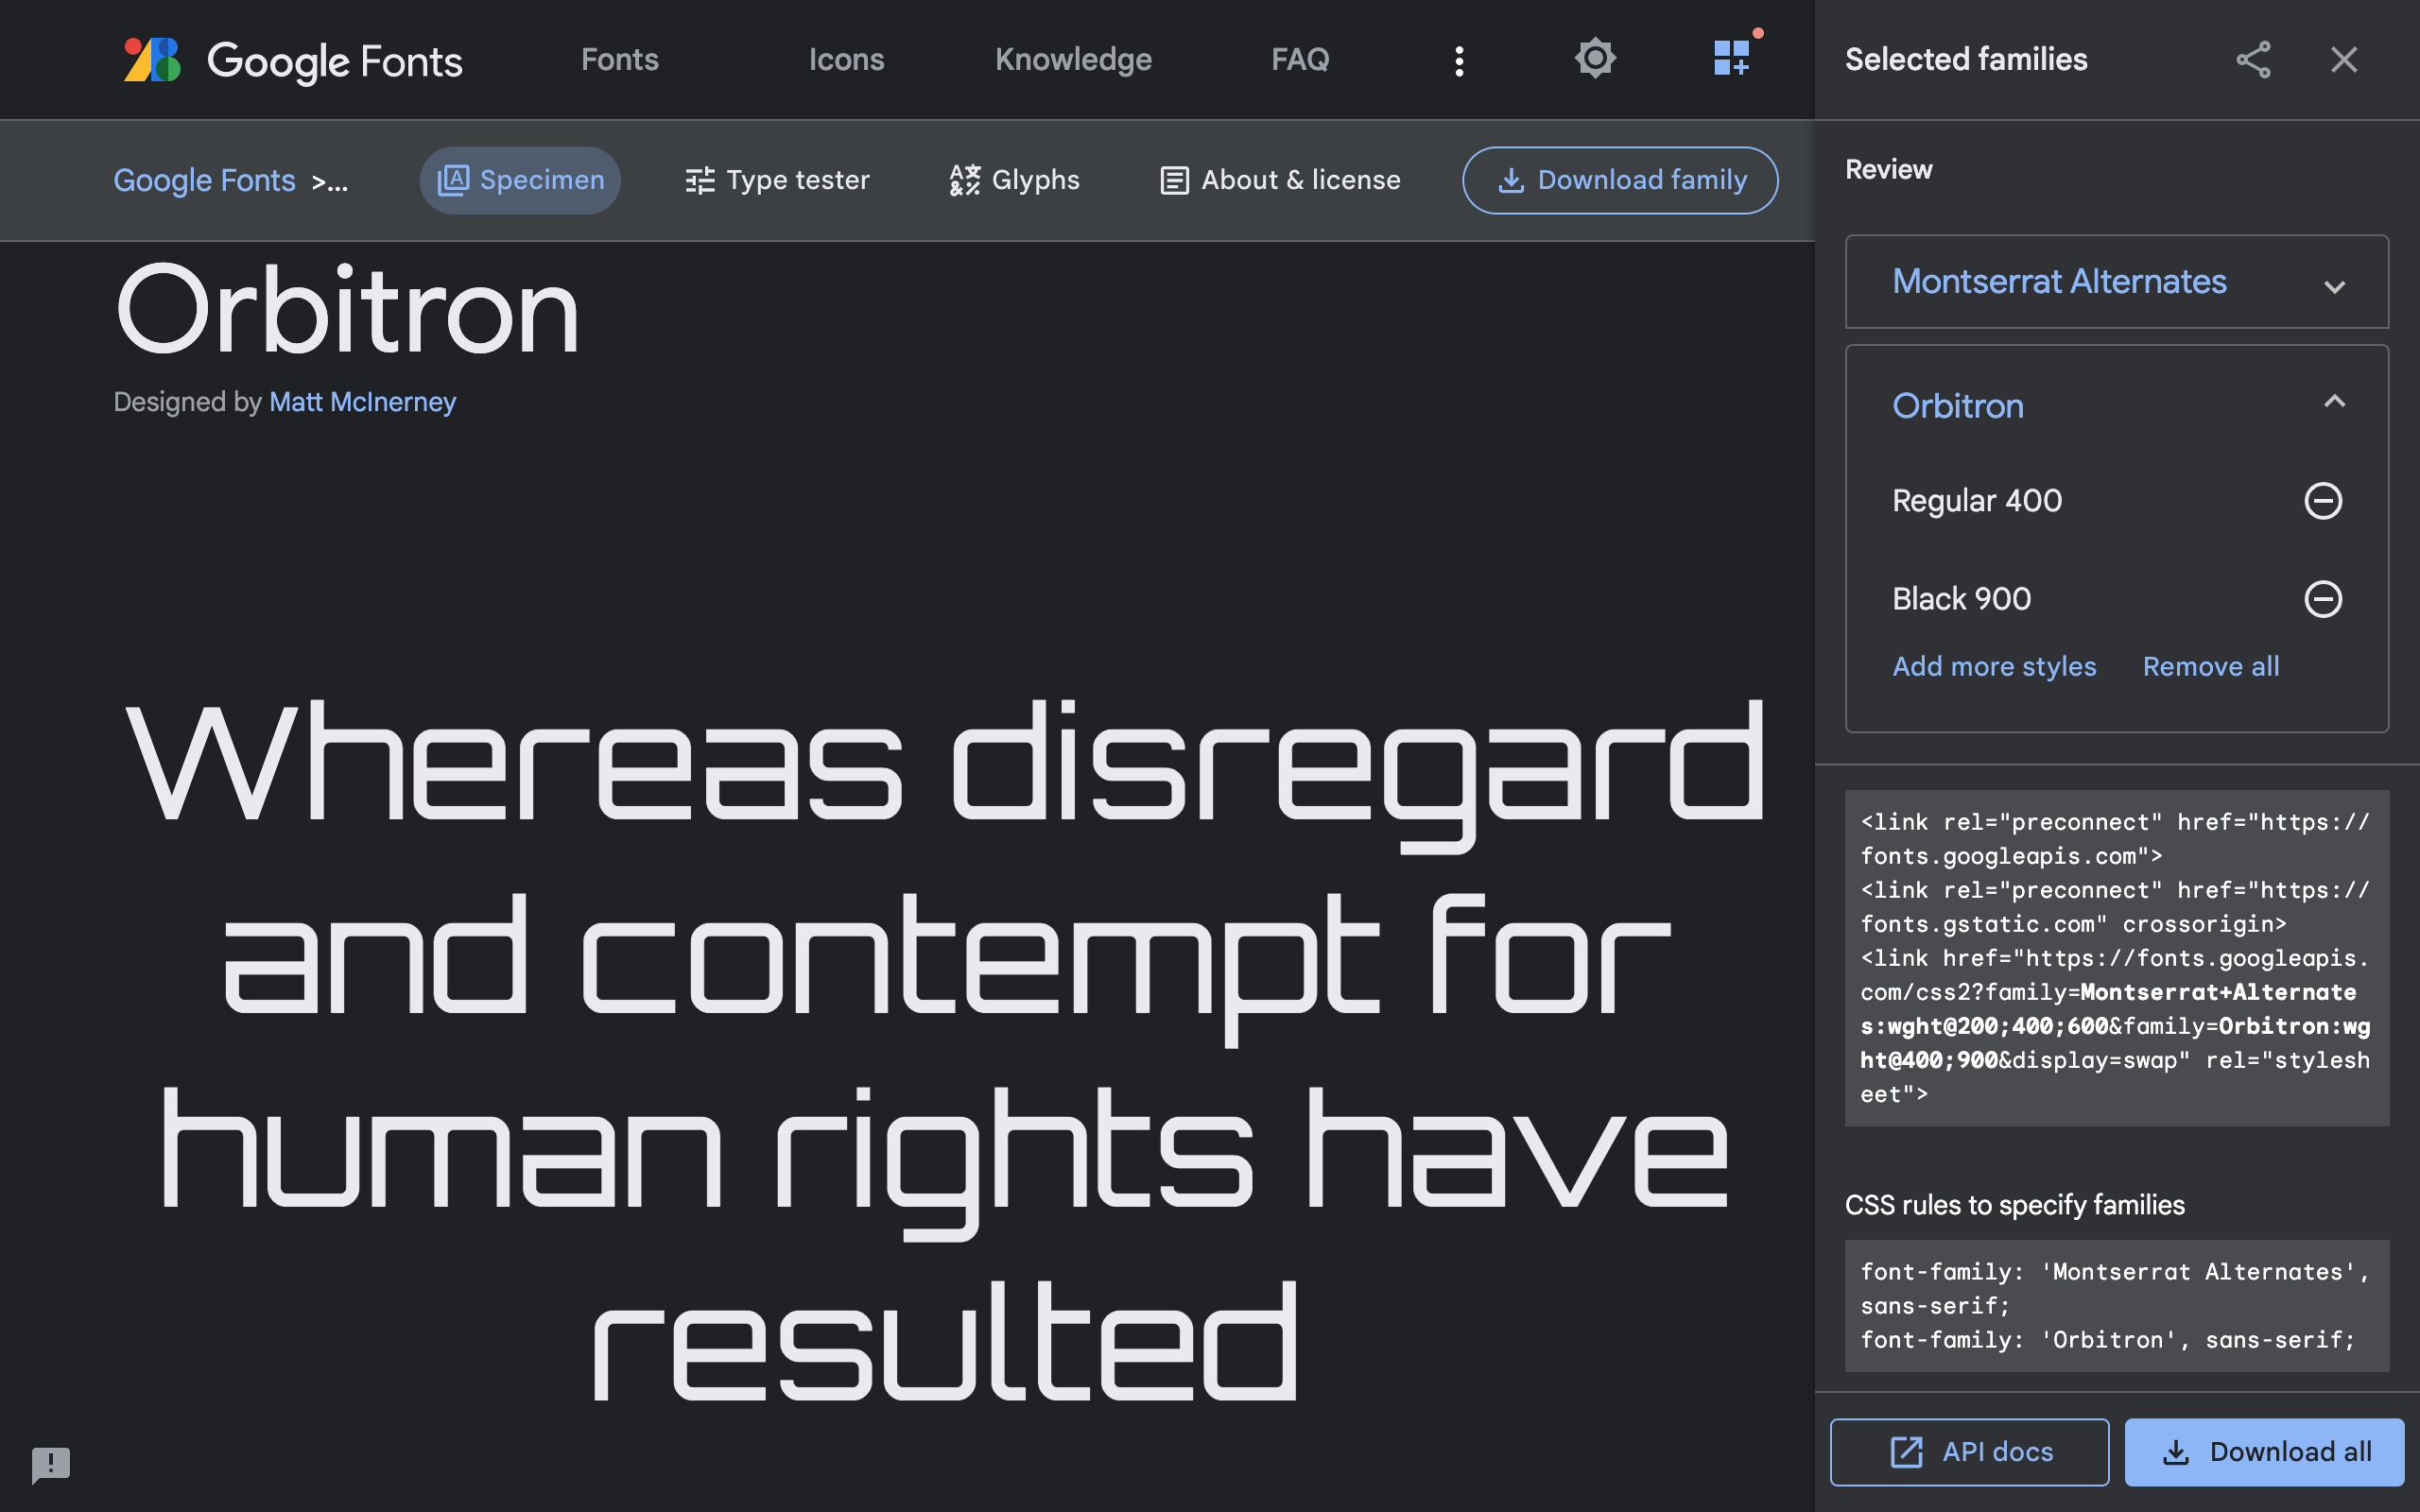 Google Fonts
Fonts
Icons
Knowledge
FAQ
Google Fonts >...
Specimen
Type tester
Glyphs
About & license
Download family
Orbitron
Designed by Matt McInerney
Whereas disregard
and contempt for
human rights have
resulted
Selected families
Review
Montserrat Alternates
Orbitron
Regular 400
Black 900
Add more styles
Remove all
<link rel="preconnect" href="https://
fonts.googleapis.com">
<link rel="preconnect" href="https://
fonts.gstatic.com" crossorigin>
<link href="https://fonts.googleapis.
com/css2?family=Montserrat+Alternate
s:wght@200;400;600&family=Orbitron:wg
ht@400;900&display=swap" rel="stylesh
eet">
CSS rules to specify families
font-family: 'Montserrat Alternates',
sans-serif;
font-family: 'Orbitron', sans-serif;
API docs
Download all